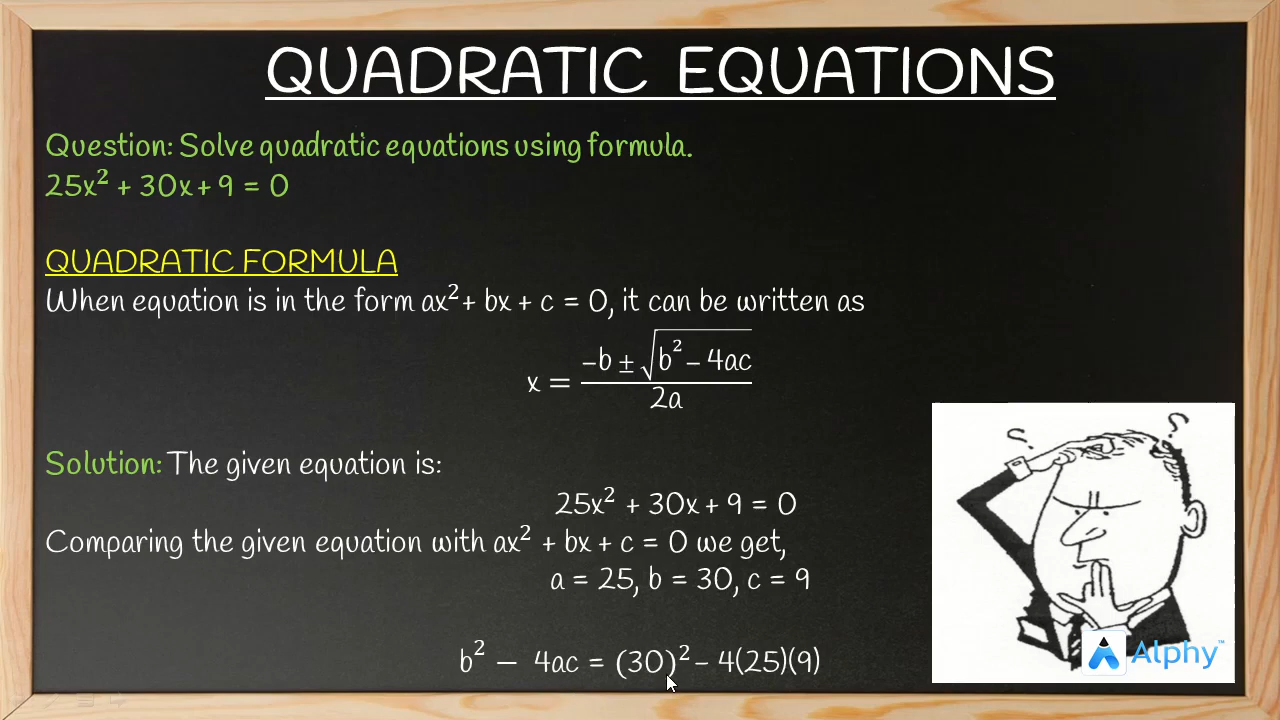 QUADRATIC EQUATIONS
Question: Solve quadratic equations using formula.
25x² + 30x + 9 = 0
QUADRATIC FORMULA
When equation is in the form ax² + bx + c = 0, it can be written as
x = (−b ± √(b² − 4ac)) / 2a
Solution: The given equation is:
25x² + 30x + 9 = 0
Comparing the given equation with ax² + bx + c = 0 we get,
a = 25, b = 30, c = 9
b² − 4ac = (30)² − 4(25)(9)
? ?
Alphy